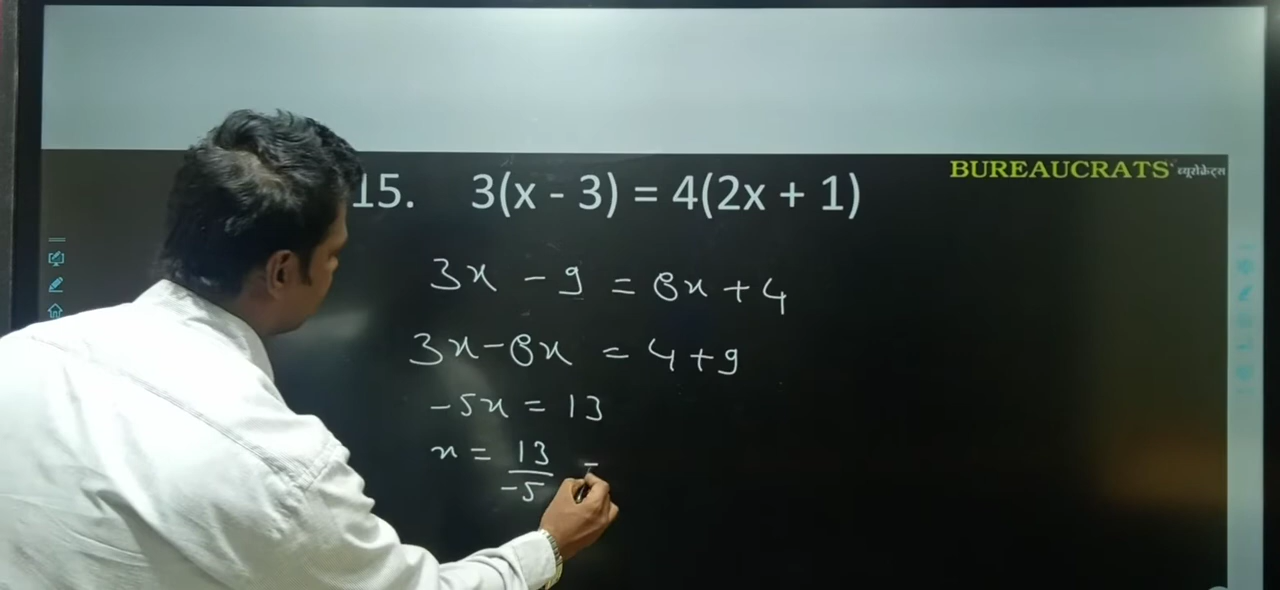 BUREAUCRATS ब्यूरोक्रेट्स
15. 3(x - 3) = 4(2x + 1)
3x - 9 = 8x + 4
3x - 8x = 4 + 9
-5x = 13
x = 13/-5 =